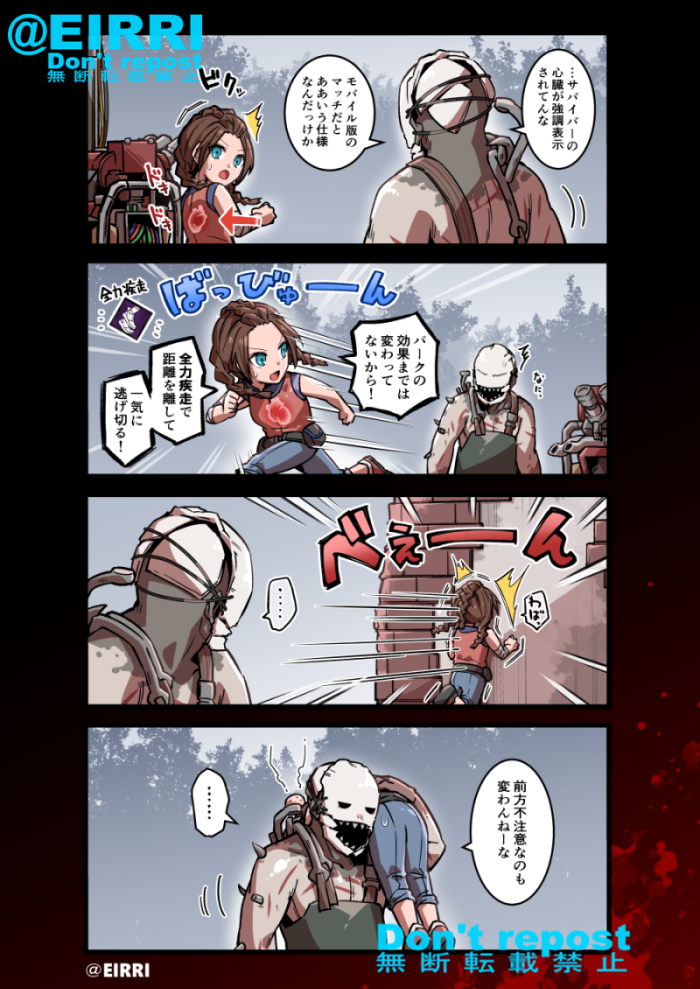 @EIRRI
Don't repost
無断転載禁止
…サバイバーの
心臓が強調表示
されてんな
モバイル版の
マッチだと
ああいう仕様
なんだっけか
ビクッ
ドキ
ドキ
パークの
効果までは
変わって
ないから!
ばっびゅーーん
全力疾走
全力疾走で
距離を離して
一気に
逃げ切る!
なに…
べぇーーん
わば!
……
前方不注意なのも
変わんねーな
……
Don't repost
無断転載禁止
@EIRRI